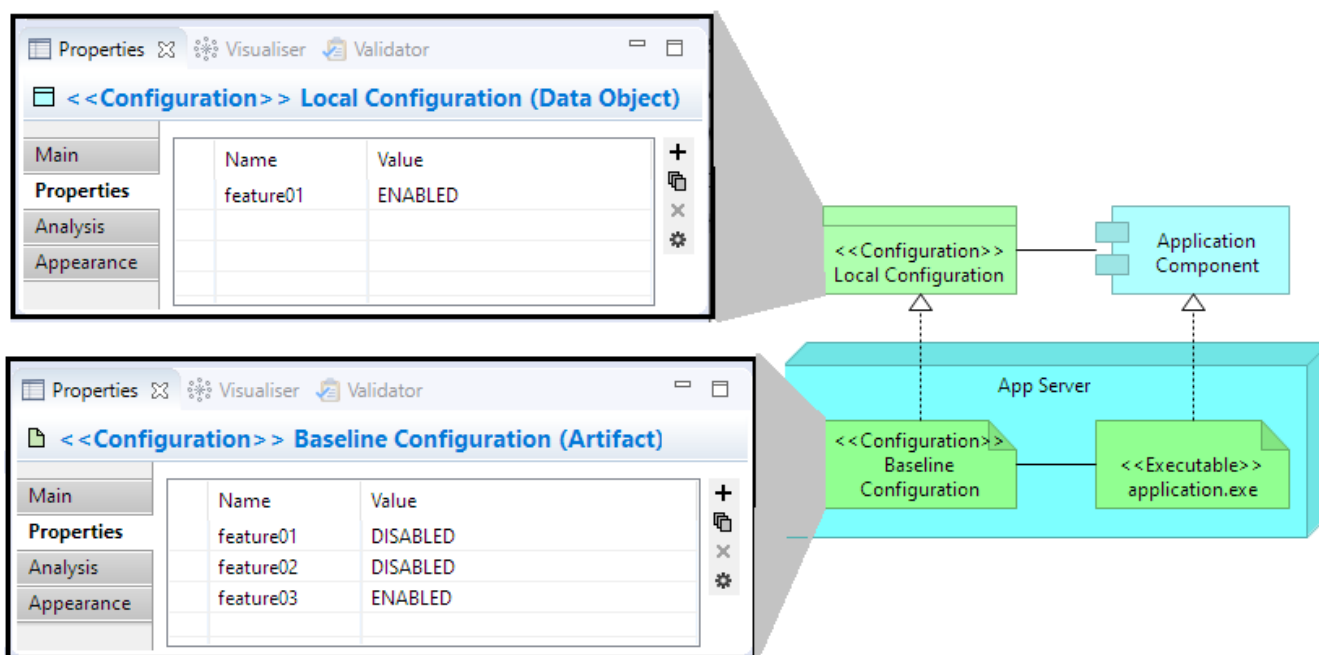 Properties Visualiser Validator
<<Configuration>> Local Configuration (Data Object)
Main
Properties
Analysis
Appearance
Name Value
feature01 ENABLED
<<Configuration>>
Local Configuration
Application
Component
Properties Visualiser Validator
<<Configuration>> Baseline Configuration (Artifact)
Main
Properties
Analysis
Appearance
Name Value
feature01 DISABLED
feature02 DISABLED
feature03 ENABLED
App Server
<<Configuration>>
Baseline
Configuration
<<Executable>>
application.exe